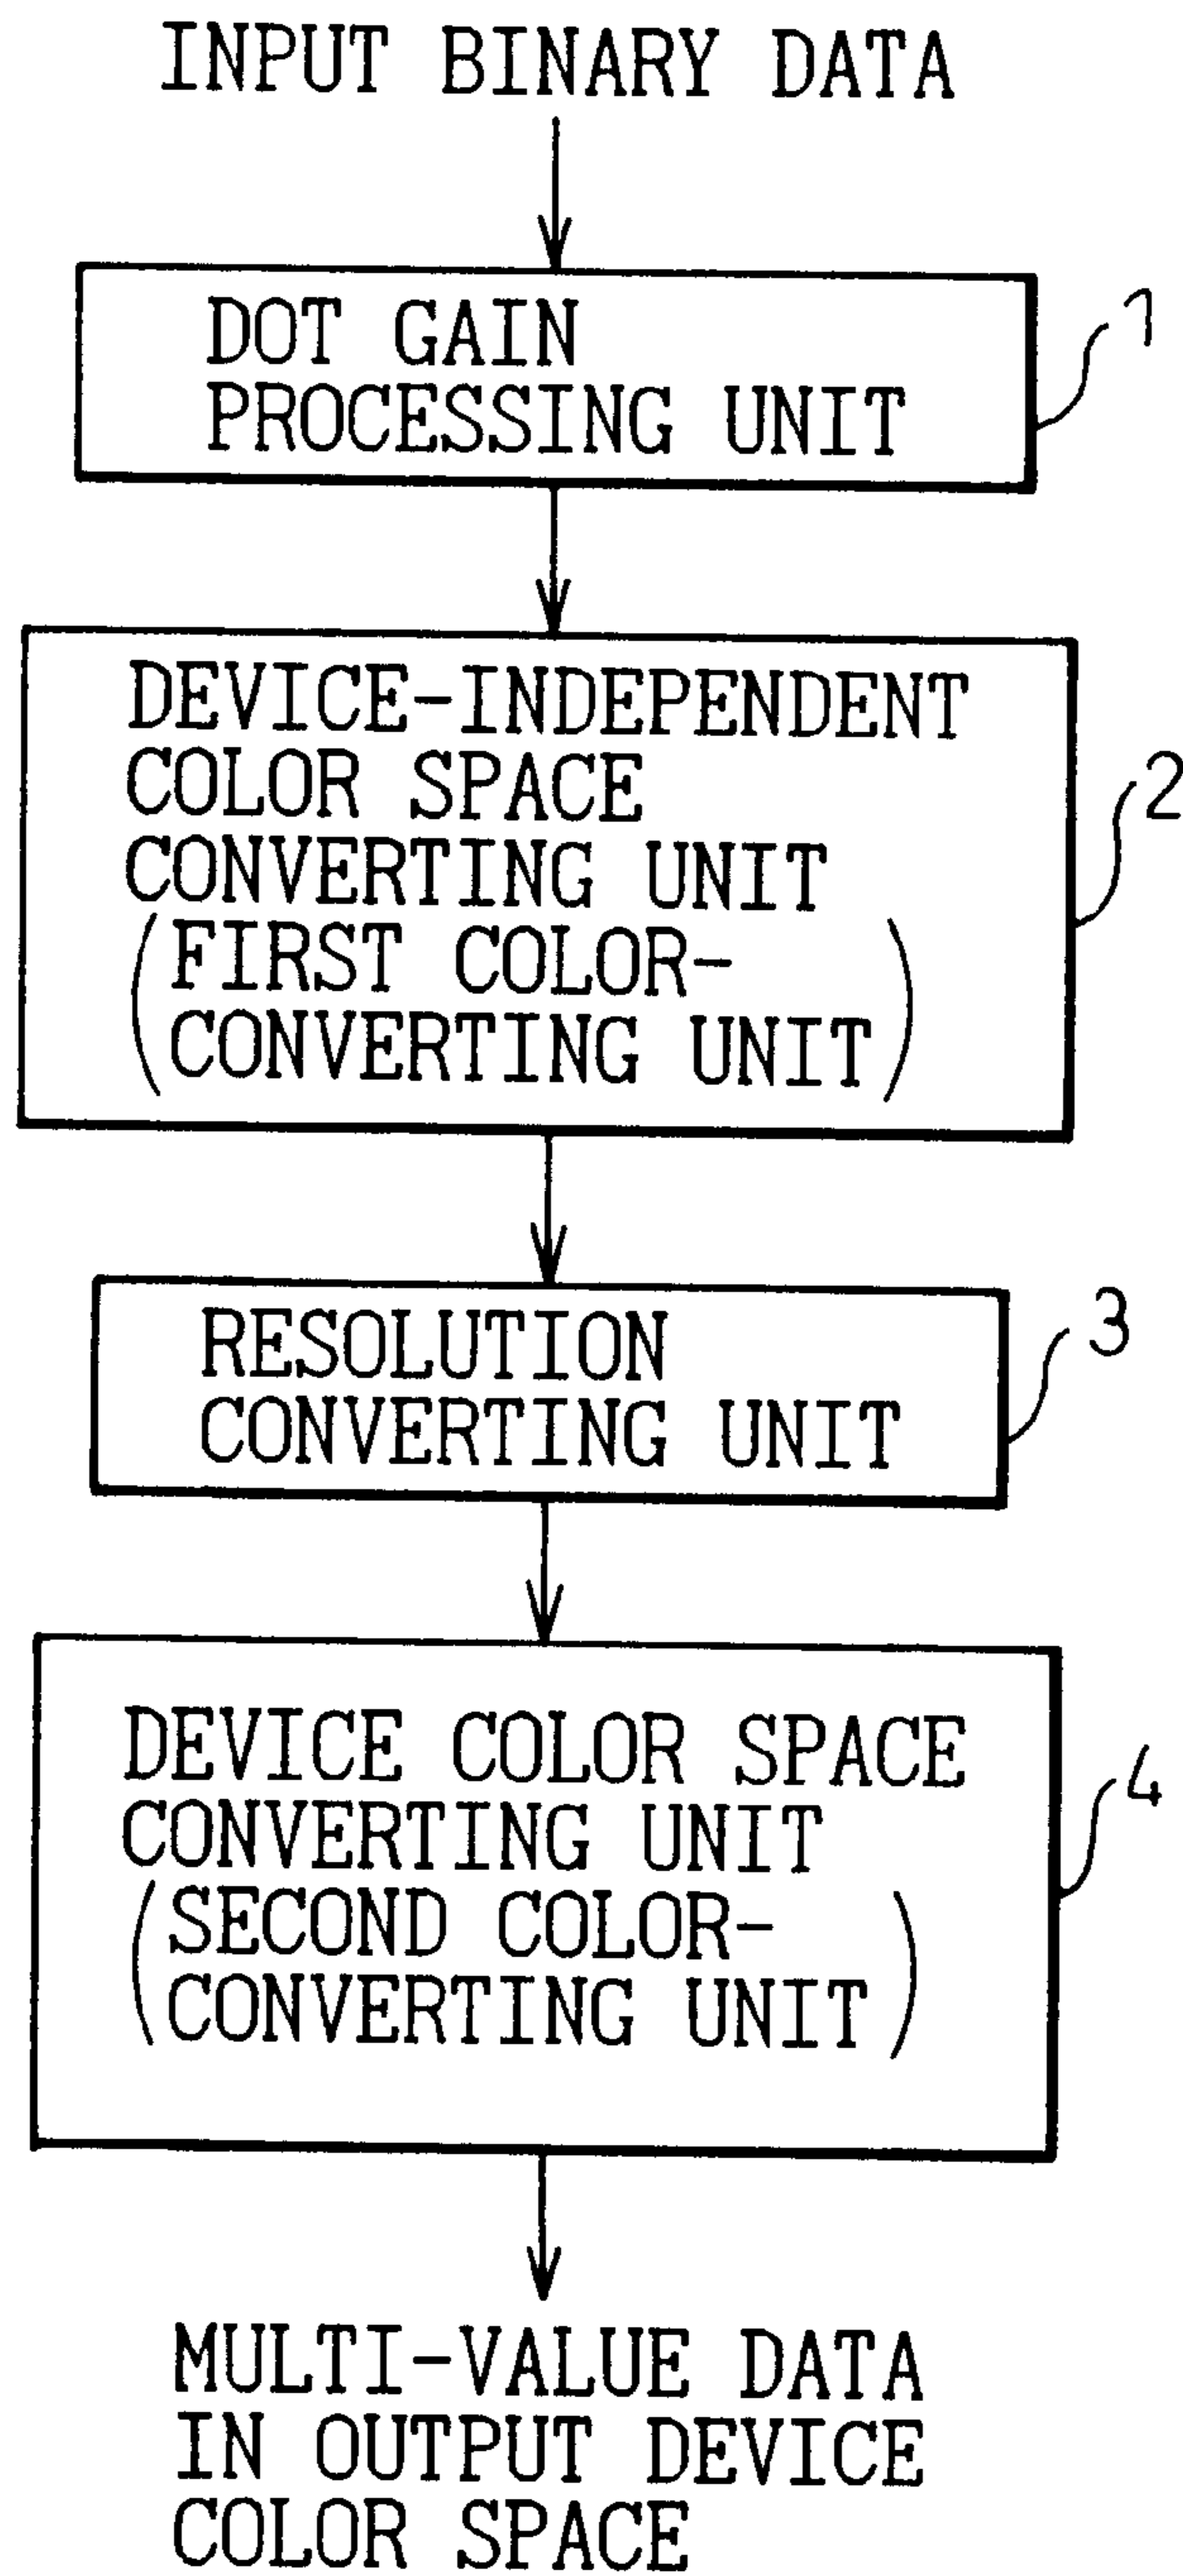 INPUT BINARY DATA
DOT GAIN
PROCESSING UNIT
1
DEVICE-INDEPENDENT
COLOR SPACE
CONVERTING UNIT
(FIRST COLOR-
CONVERTING UNIT)
2
RESOLUTION
CONVERTING UNIT
3
DEVICE COLOR SPACE
CONVERTING UNIT
(SECOND COLOR-
CONVERTING UNIT)
4
MULTI-VALUE DATA
IN OUTPUT DEVICE
COLOR SPACE